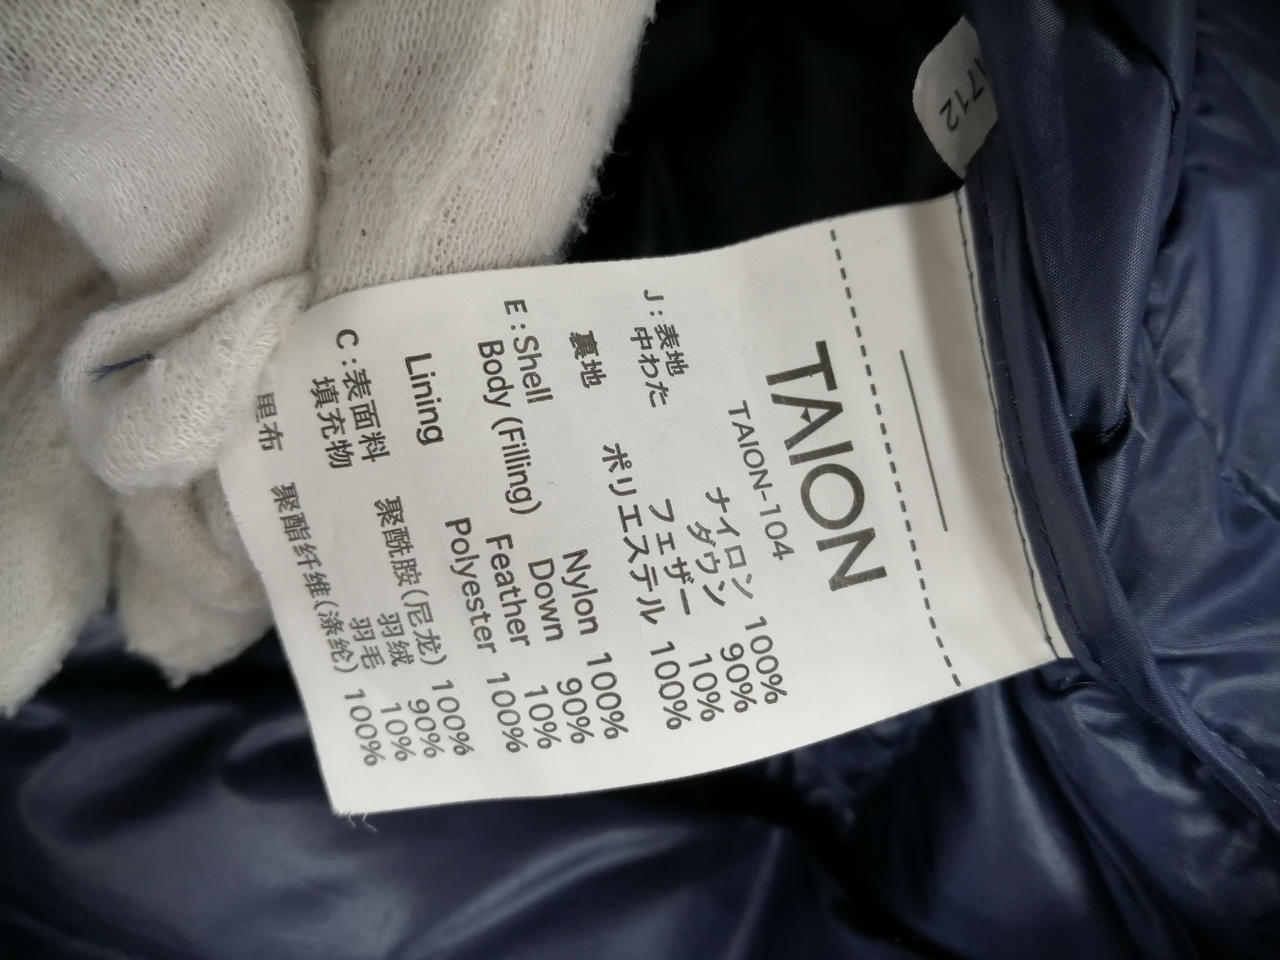 TAION
TAION-104
J:表地 ナイロン 100%
中わた ダウン 90%
フェザー 10%
裏地 ポリエステル 100%
E:Shell Nylon 100%
Body (Filling) Down 90%
Feather 10%
Lining Polyester 100%
C:表面料 聚酰胺(尼龙) 100%
填充物 羽绒 90%
羽毛 10%
里布 聚酯纤维(涤纶) 100%
1712